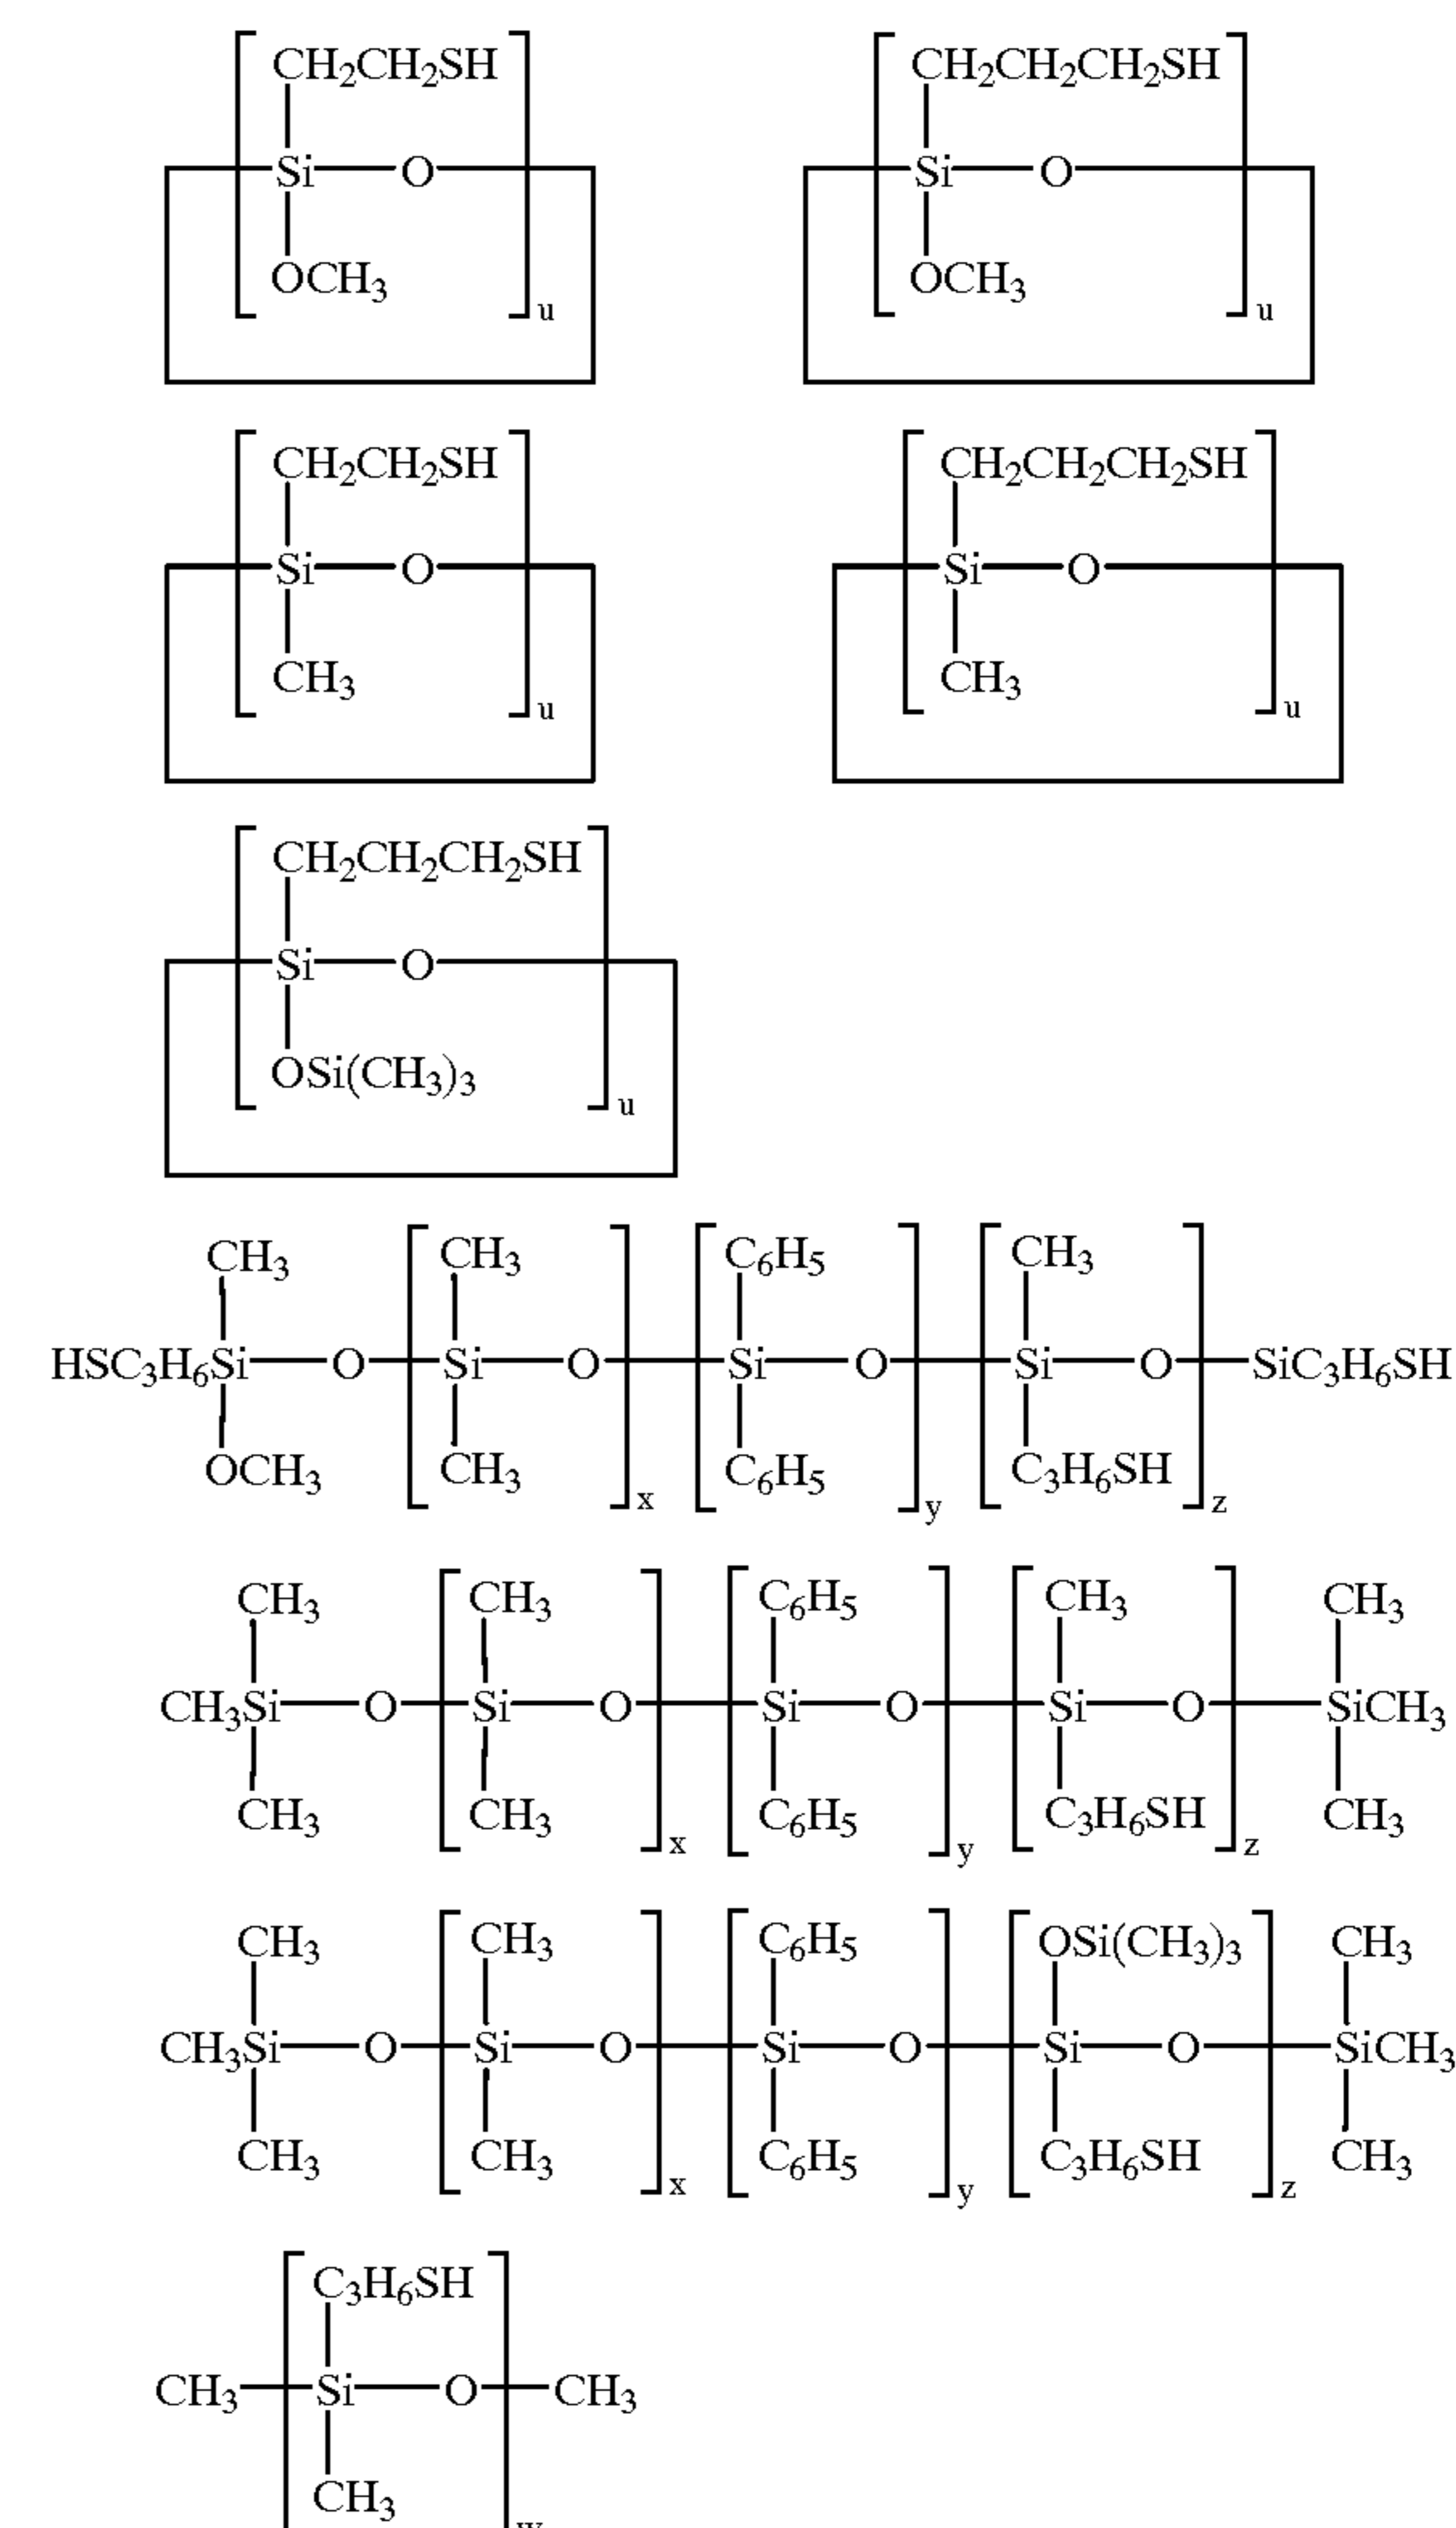 CH2CH2SH CH2CH2CH2SH
Si O Si O
OCH3 OCH3
u u
CH2CH2SH CH2CH2CH2SH
Si O Si O
CH3 CH3
u u
CH2CH2CH2SH
Si O
OSi(CH3)3
u
CH3 CH3 C6H5 CH3
HSC3H6Si O Si O Si O Si O SiC3H6SH
OCH3 CH3 C6H5 C3H6SH
x y z
CH3 CH3 C6H5 CH3 CH3
CH3Si O Si O Si O Si O SiCH3
CH3 CH3 C6H5 C3H6SH CH3
x y z
CH3 CH3 C6H5 OSi(CH3)3 CH3
CH3Si O Si O Si O Si O SiCH3
CH3 CH3 C6H5 C3H6SH CH3
x y z
C3H6SH
CH3 Si O CH3
CH3